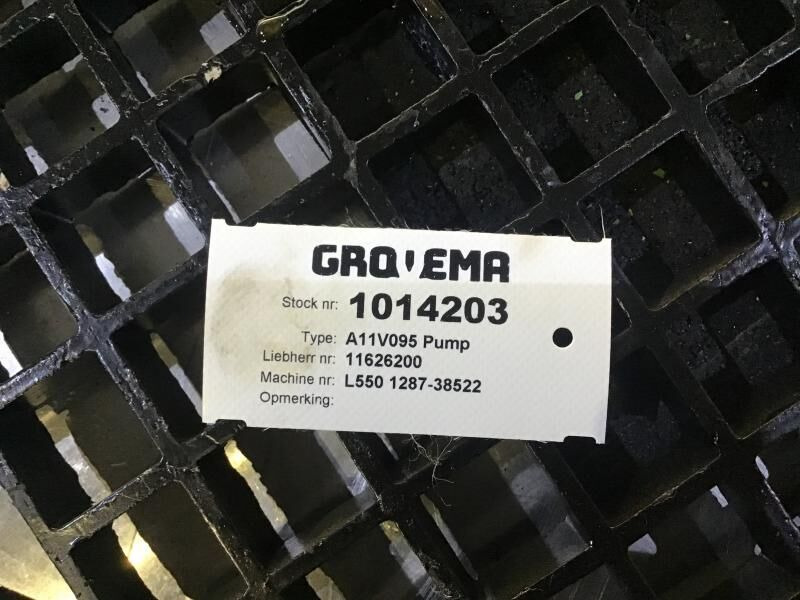 GROVEMA
Stock nr: 1014203
Type: A11V095 Pump
Liebherr nr: 11626200
Machine nr: L550 1287-38522
Opmerking: